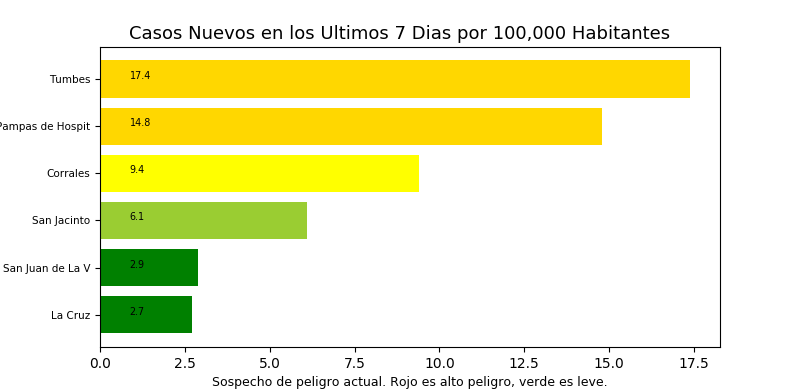 Casos Nuevos en los Ultimos 7 Dias por 100,000 Habitantes
Tumbes 17.4
Pampas de Hospit 14.8
Corrales 9.4
San Jacinto 6.1
San Juan de La V 2.9
La Cruz 2.7
0.0 2.5 5.0 7.5 10.0 12.5 15.0 17.5
Sospecho de peligro actual. Rojo es alto peligro, verde es leve.